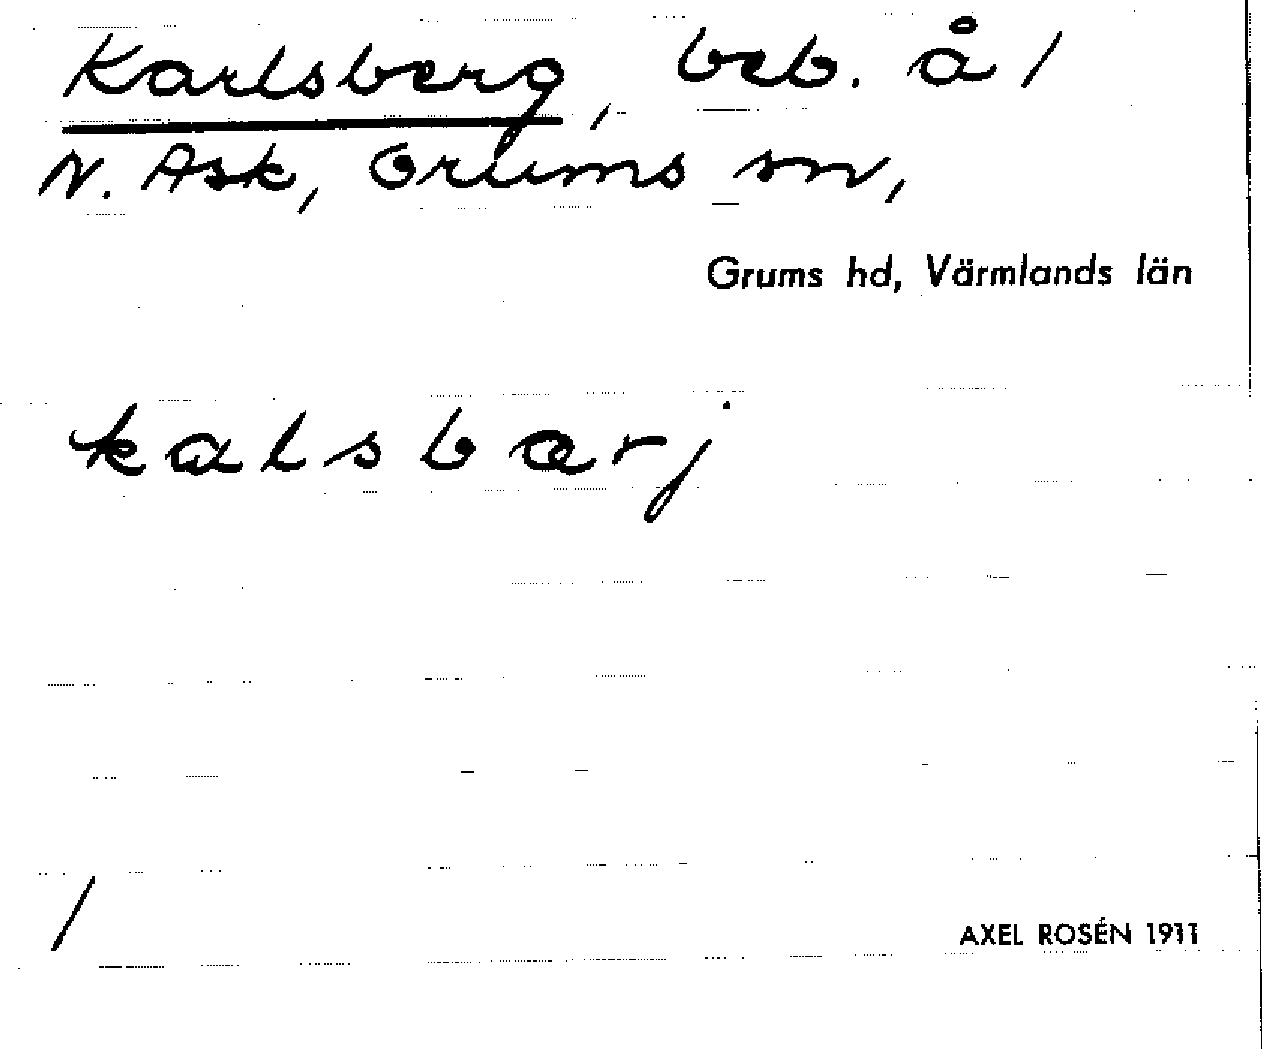 Karlsberg, beb. å /
N. Ask, Grums sn,
Grums hd, Värmlands län
kalsbarj
/
AXEL ROSÉN 1911